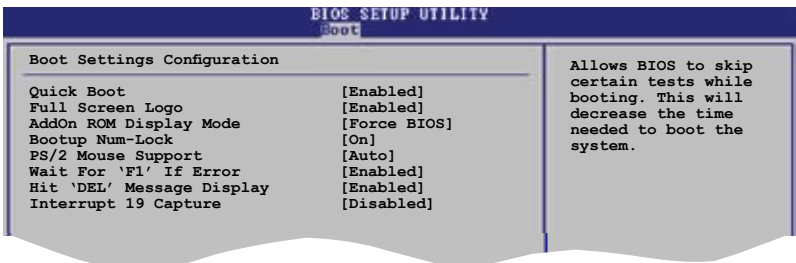 BIOS SETUP UTILITY
Boot
Boot Settings Configuration
Quick Boot [Enabled]
Full Screen Logo [Enabled]
AddOn ROM Display Mode [Force BIOS]
Bootup Num-Lock [On]
PS/2 Mouse Support [Auto]
Wait For ‘F1’ If Error [Enabled]
Hit ‘DEL’ Message Display [Enabled]
Interrupt 19 Capture [Disabled]
Allows BIOS to skip
certain tests while
booting. This will
decrease the time
needed to boot the
system.